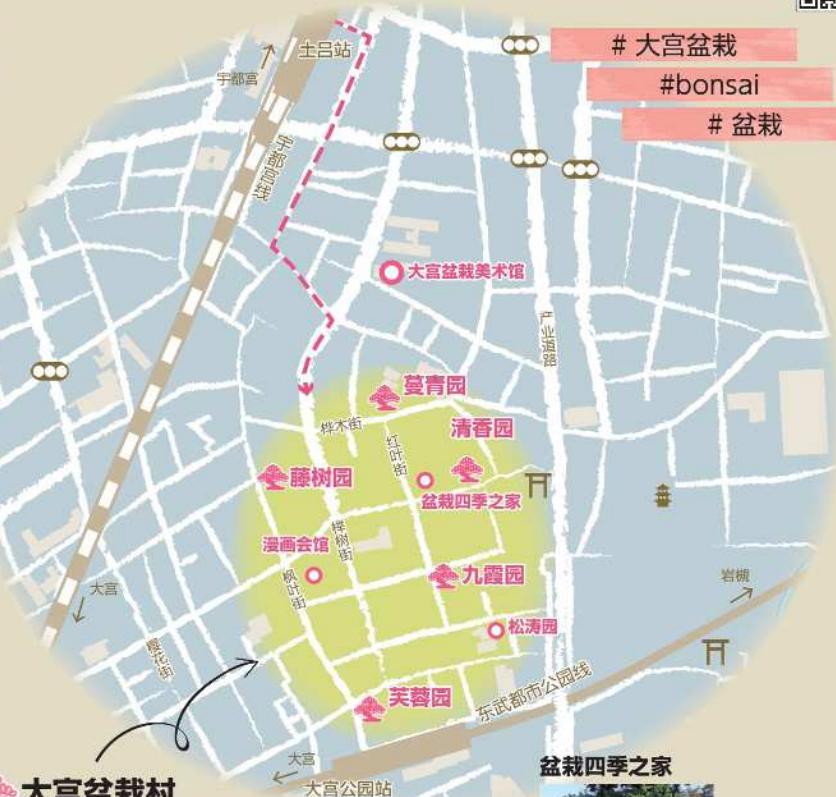 # 大宫盆栽
#bonsai
# 盆栽
土吕站
宇都宫
宇都宫线
大宫盆栽美术馆
产业道路
蔓青园
桦木街
清香园
红叶街
藤树园
盆栽四季之家
榉树街
漫画会馆
枫叶街
九霞园
岩槻
大宫
松涛园
樱花街
芙蓉园
东武都市公园线
大宫
大宫公园站
大宫盆栽村
盆栽四季之家